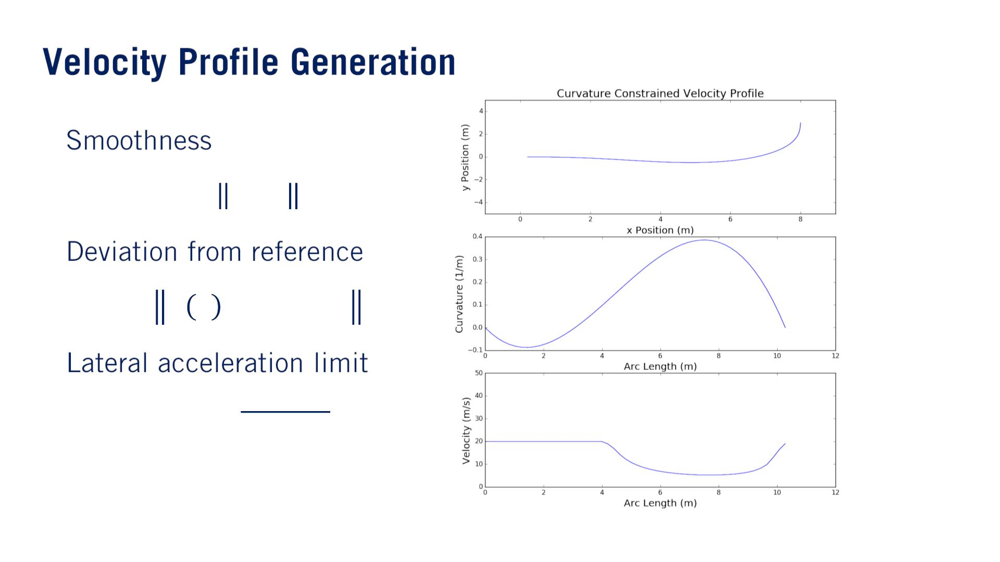 Velocity Profile Generation
Smoothness
‖ ‖
Deviation from reference
‖ ( ) ‖
Lateral acceleration limit
Curvature Constrained Velocity Profile
y Position (m)
4
2
0
−2
−4
0 2 4 6 8
x Position (m)
Curvature (1/m)
0.4
0.3
0.2
0.1
0.0
−0.1
0 2 4 6 8 10 12
Arc Length (m)
Velocity (m/s)
50
40
30
20
10
0
0 2 4 6 8 10 12
Arc Length (m)